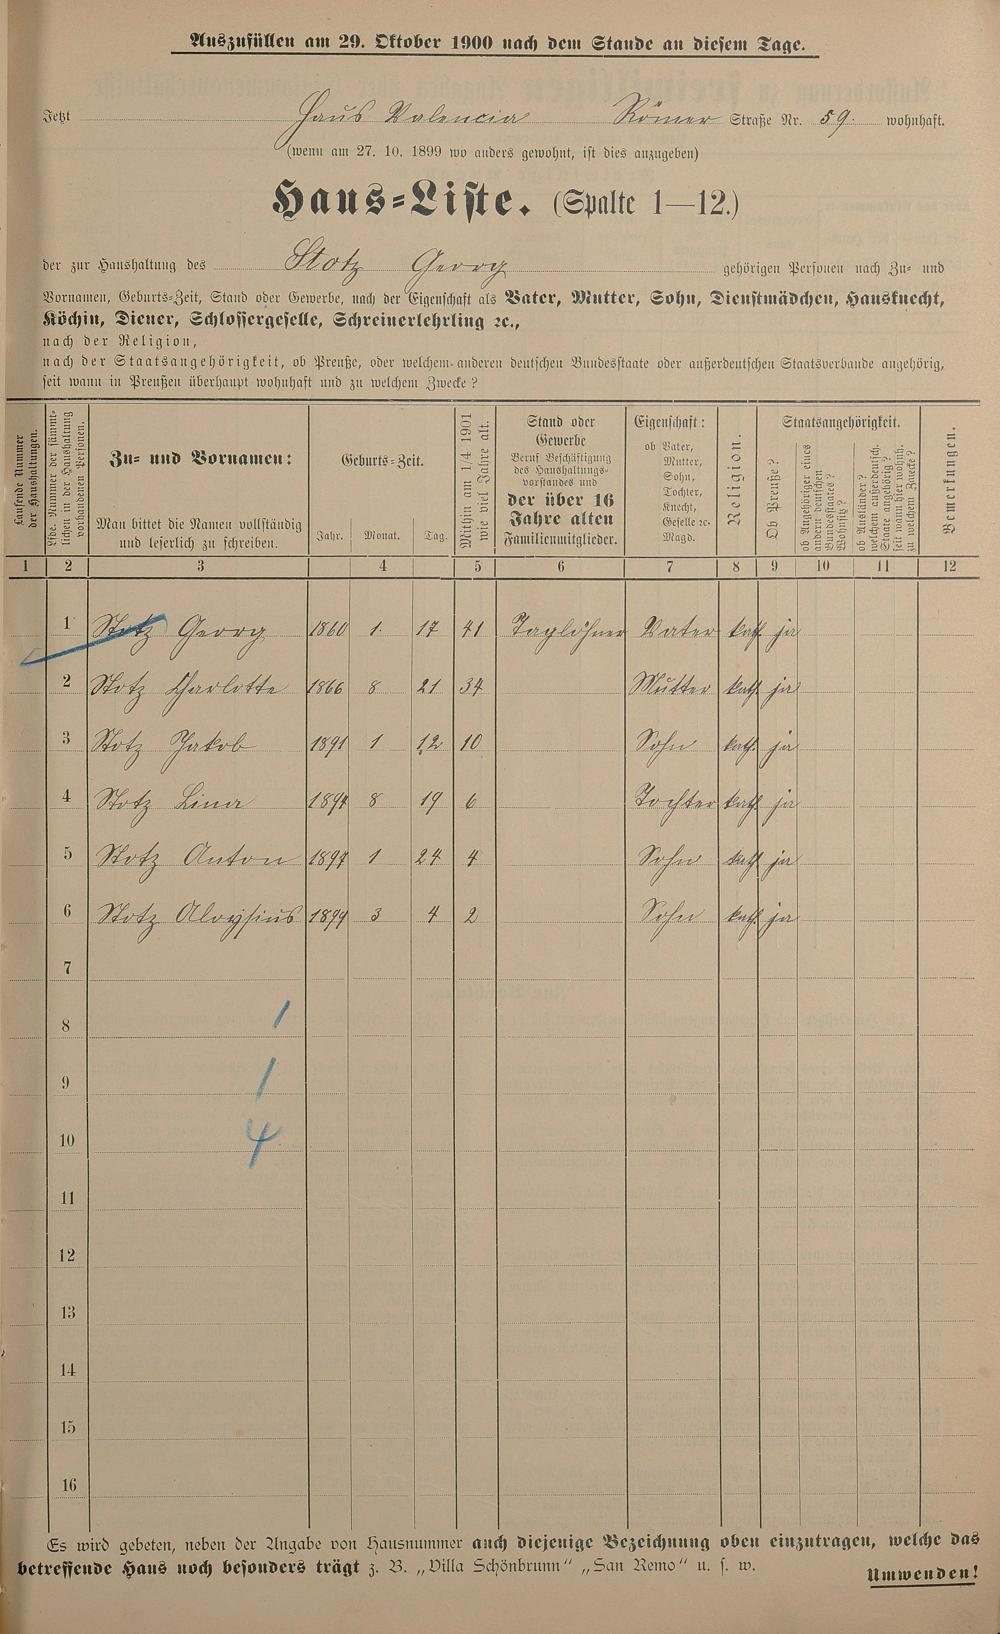 Auszufüllen am 29. Oktober 1900 nach dem Stande an diesem Tage.
Jetzt Haus Valencia Römer Straße Nr. 59. wohnhaft.
(wenn am 27. 10. 1899 wo anders gewohnt, ist dies anzugeben)
Haus-Liste. (Spalte 1—12.)
der zur Haushaltung des Stotz Georg gehörigen Personen nach Zu- und
Vornamen, Geburts-Zeit, Stand oder Gewerbe, nach der Eigenschaft als Vater, Mutter, Sohn, Dienstmädchen, Hausknecht,
Köchin, Diener, Schlossergeselle, Schreinerlehrling ꝛc.,
nach der Religion,
nach der Staatsangehörigkeit, ob Preuße, oder welchem anderen deutschen Bundesstaate oder außerdeutschen Staatsverbande angehörig,
seit wann in Preußen überhaupt wohnhaft und zu welchem Zwecke?
Laufende Nummer
der Haushaltungen.
Lfde. Nummer der sämmt-
lichen in der Haushaltung
vorhandenen Personen.
Zu- und Vornamen:
Man bittet die Namen vollständig
und leserlich zu schreiben.
Geburts-Zeit.
Jahr. Monat. Tag.
Mithin am 1/4 1901
wie viel Jahre alt.
Stand oder
Gewerbe
Beruf Beschäftigung
des Haushaltungs-
vorstandes und
der über 16
Jahre alten
Familienmitglieder.
Eigenschaft:
ob Vater,
Mutter,
Sohn,
Tochter,
Knecht,
Geselle ꝛc.
Magd.
Religion.
Staatsangehörigkeit.
Ob Preuße?
ob Angehöriger eines
andern deutschen
Bundesstaates?
Wohnsitz?
ob Ausländer?
welchem außerdeutsch.
Staate angehörig?
seit wann hier wohnh.
zu welchem Zwecke?
Bemerkungen.
1 2 3 4 5 6 7 8 9 10 11 12
1 Stotz Georg 1860 1. 17 41 Taglöhner Vater kath. ja
2 Stotz Charlotte 1866 8 21 34 Mutter kath. ja
3 Stotz Jakob 1891 1 12 10 Sohn kath. ja
4 Stotz Lina 1894 8 19 6 Tochter kath. ja
5 Stotz Anton 1897 1 24 4 Sohn kath. ja
6 Stotz Aloysius 1899 3 4 2 Sohn kath. ja
7
8 1
9 1
10 4
11
12
13
14
15
16
Es wird gebeten, neben der Angabe von Hausnummer auch diejenige Bezeichnung oben einzutragen, welche das
betreffende Haus noch besonders trägt z. B. „Villa Schönbrunn" „San Remo" u. s. w.
Umwenden!